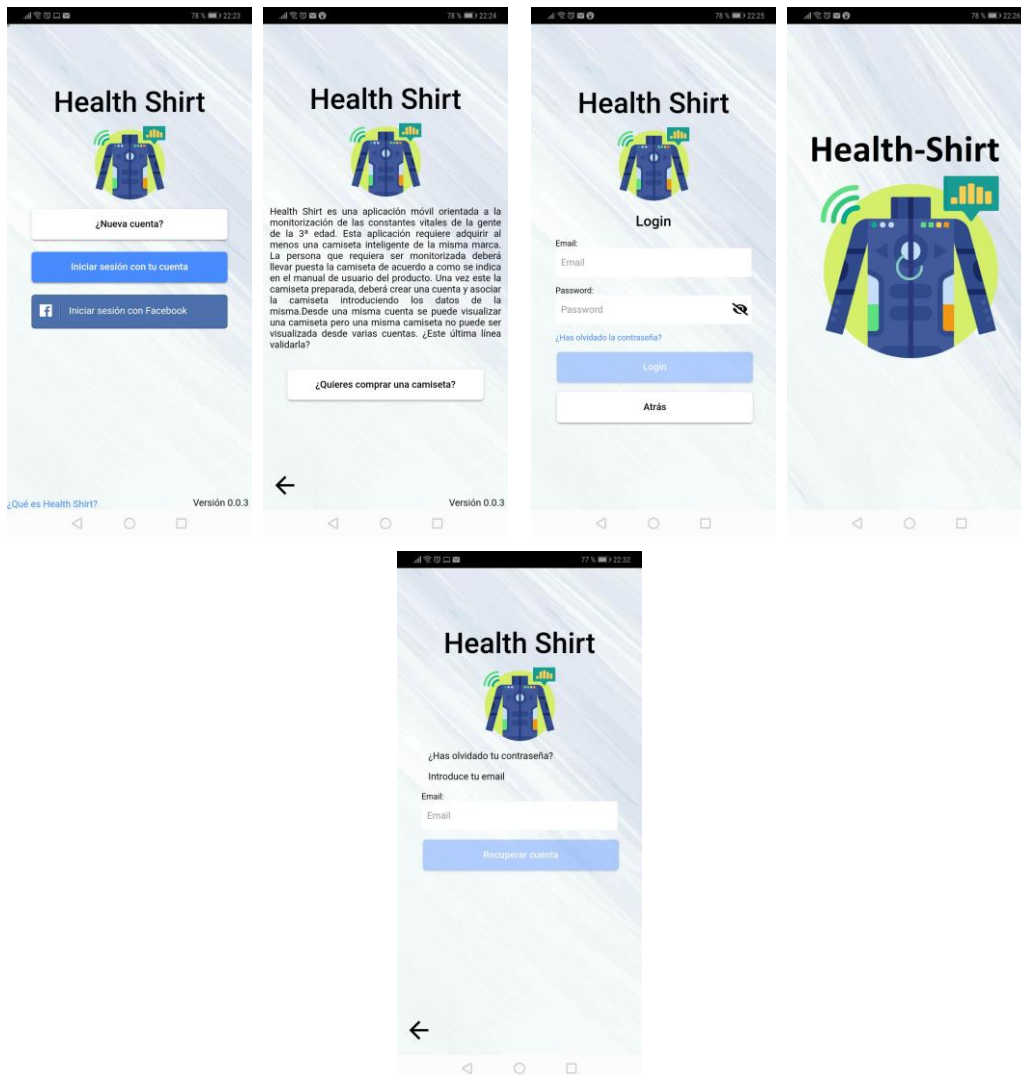 78 % 22:23
Health Shirt
¿Nueva cuenta?
Iniciar sesión con tu cuenta
Iniciar sesión con Facebook
¿Qué es Health Shirt?
Versión 0.0.3
78 % 22:24
Health Shirt
Health Shirt es una aplicación móvil orientada a la
monitorización de las constantes vitales de la gente
de la 3ª edad. Esta aplicación requiere adquirir al
menos una camiseta inteligente de la misma marca.
La persona que requiera ser monitorizada deberá
llevar puesta la camiseta de acuerdo a como se indica
en el manual de usuario del producto. Una vez este la
camiseta preparada, deberá crear una cuenta y asociar
la camiseta introduciendo los datos de la
misma.Desde una misma cuenta se puede visualizar
una camiseta pero una misma camiseta no puede ser
visualizada desde varias cuentas. ¿Este última línea
validarla?
¿Quieres comprar una camiseta?
Versión 0.0.3
78 % 22:25
Health Shirt
Login
Email:
Email
Password:
Password
¿Has olvidado la contraseña?
Login
Atrás
78 % 22:26
Health-Shirt
77 % 22:32
Health Shirt
¿Has olvidado tu contraseña?
Introduce tu email
Email:
Email
Recuperar cuenta